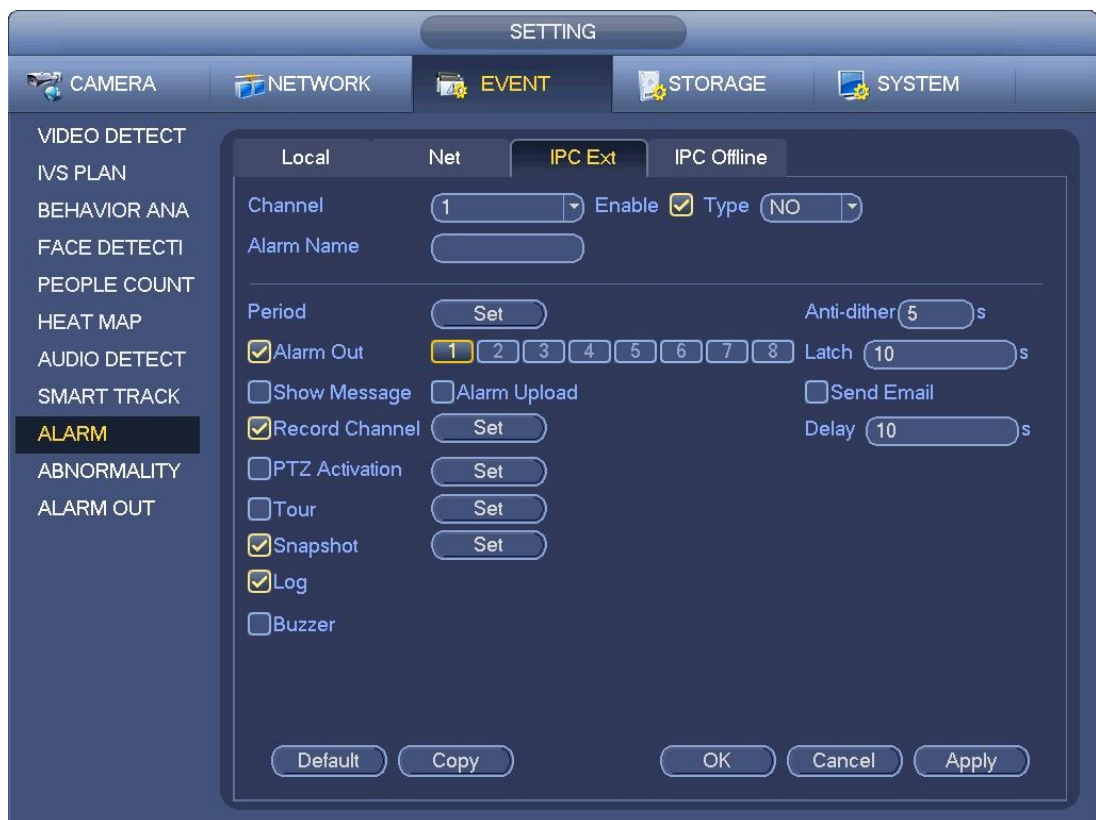 SETTING
CAMERA NETWORK EVENT STORAGE SYSTEM
VIDEO DETECT
IVS PLAN
BEHAVIOR ANA
FACE DETECTI
PEOPLE COUNT
HEAT MAP
AUDIO DETECT
SMART TRACK
ALARM
ABNORMALITY
ALARM OUT
Local Net IPC Ext IPC Offline
Channel 1 Enable Type NO
Alarm Name
Period Set Anti-dither 5 s
Alarm Out 1 2 3 4 5 6 7 8 Latch 10 s
Show Message Alarm Upload Send Email
Record Channel Set Delay 10 s
PTZ Activation Set
Tour Set
Snapshot Set
Log
Buzzer
Default Copy OK Cancel Apply